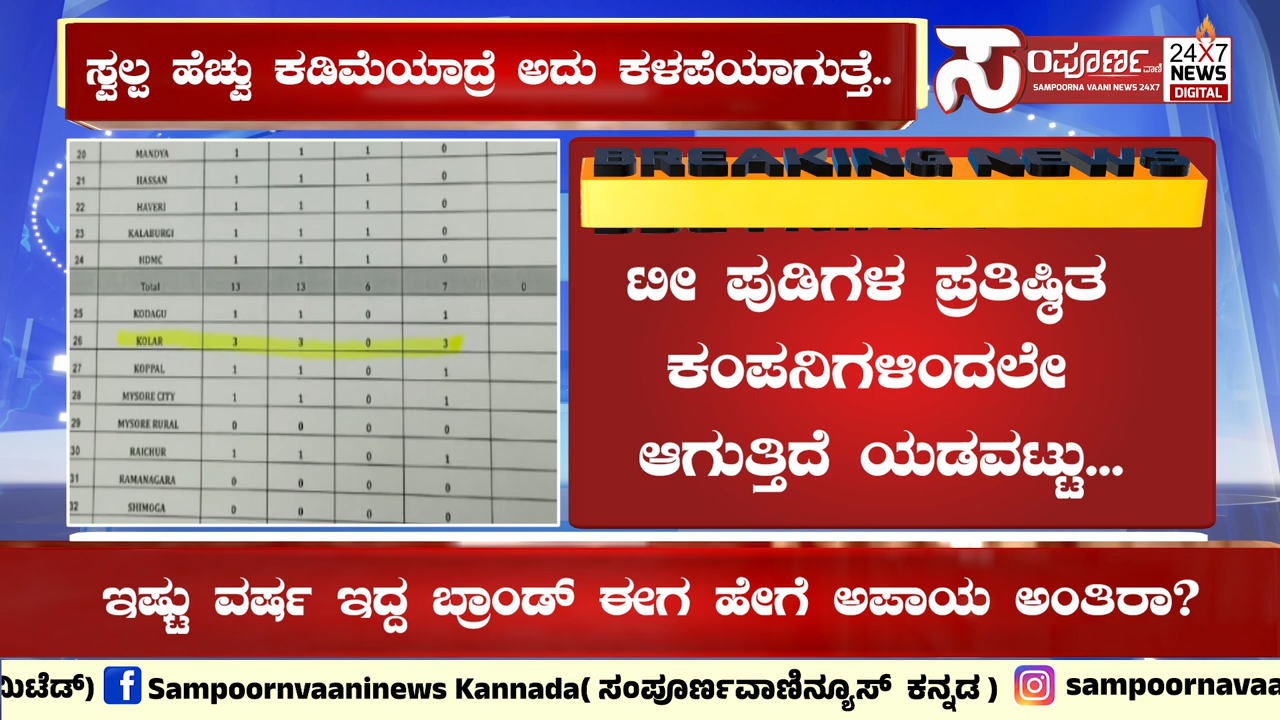 ಸ್ವಲ್ಪ ಹೆಚ್ಚು ಕಡಿಮೆಯಾದ್ರೆ ಅದು ಕಳಪೆಯಾಗುತ್ತೆ..
ಸಂಪೂರ್ಣ ವಾಣಿ
SAMPOORNA VAANI NEWS 24X7
24X7
NEWS
DIGITAL
20 MANDYA 1 1 1 0
21 HASSAN 1 1 1 0
22 HAVERI 1 1 1 0
23 KALABURGI 1 1 1 0
24 HDMC 1 1 1 0
Total 13 13 6 7 0
25 KODAGU 1 1 0 1
26 KOLAR 3 3 0 3
27 KOPPAL 1 1 0 1
28 MYSORE CITY 1 1 0 1
29 MYSORE RURAL 0 0 0 0
30 RAICHUR 1 1 0 1
31 RAMANAGARA 0 0 0 0
32 SHIMOGA 0 0 0 0
BREAKING NEWS
ಟೀ ಪುಡಿಗಳ ಪ್ರತಿಷ್ಠಿತ
ಕಂಪನಿಗಳಿಂದಲೇ
ಆಗುತ್ತಿದೆ ಯಡವಟ್ಟು...
ಇಷ್ಟು ವರ್ಷ ಇದ್ದ ಬ್ರಾಂಡ್ ಈಗ ಹೇಗೆ ಅಪಾಯ ಅಂತಿರಾ?
ಮಿಟೆಡ್) Sampoornvaaninews Kannada( ಸಂಪೂರ್ಣವಾಣಿನ್ಯೂಸ್ ಕನ್ನಡ ) sampoornavaa